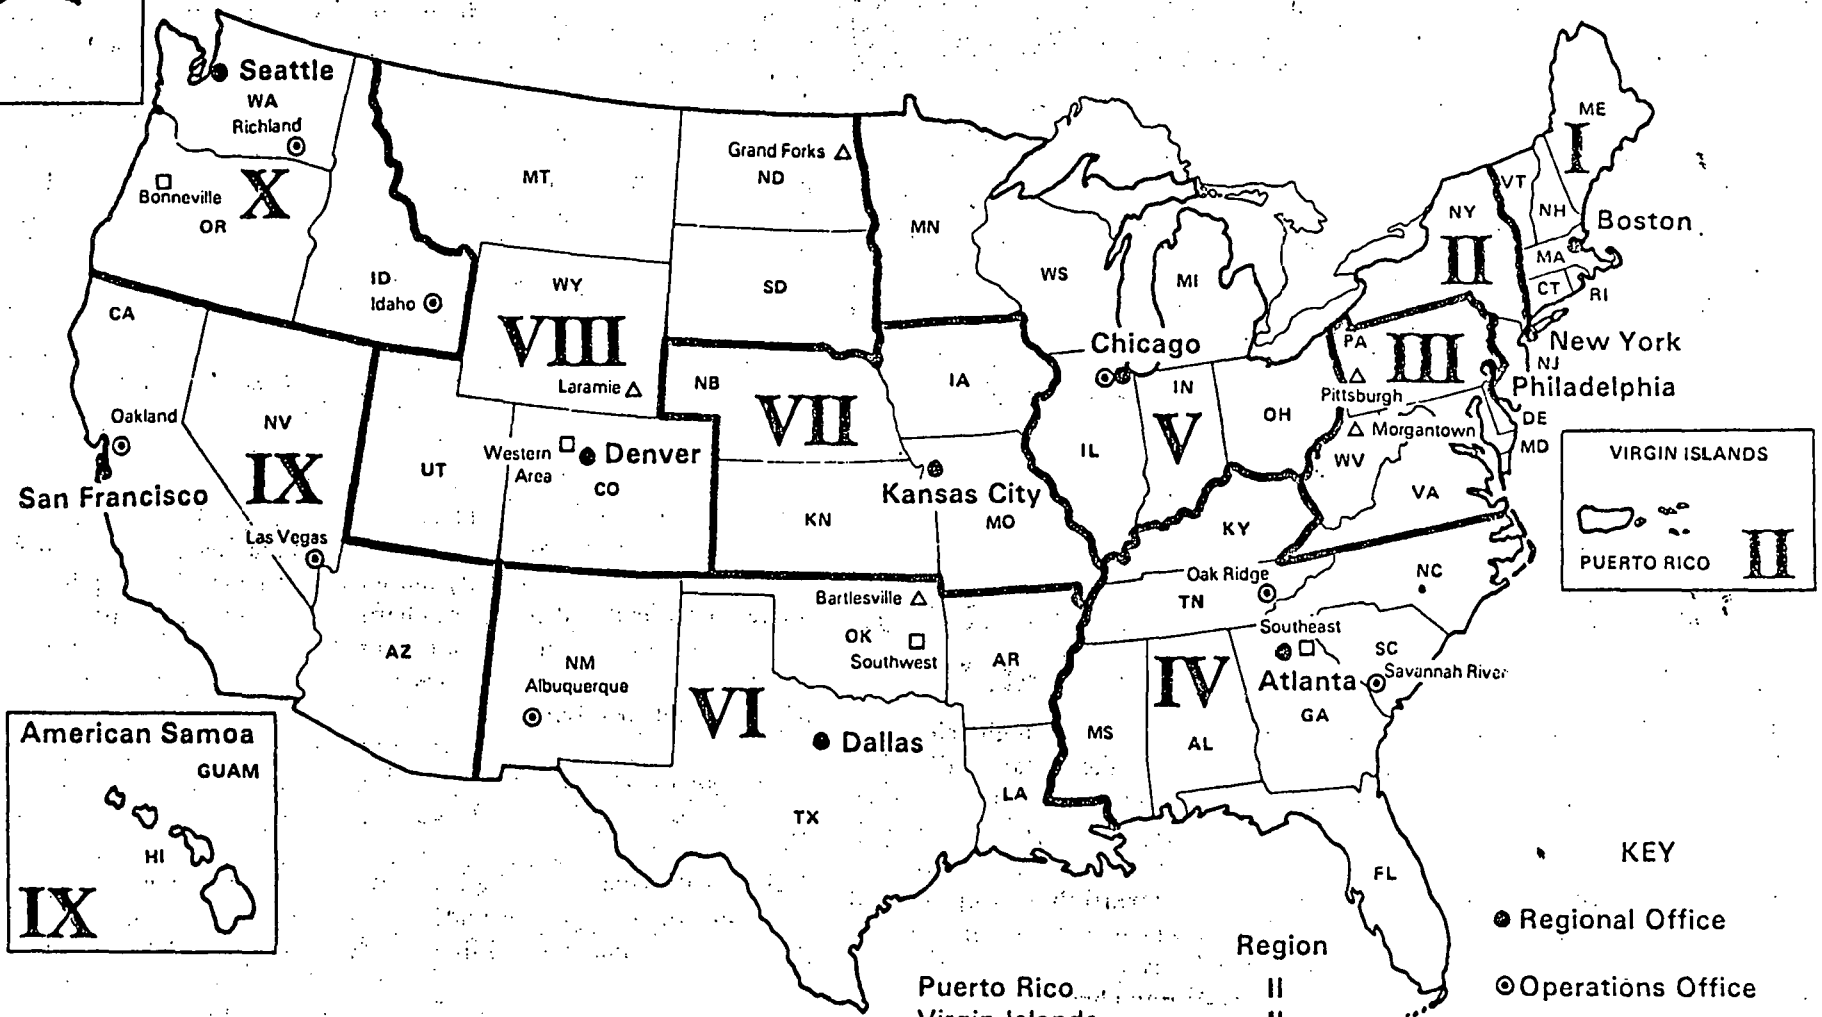 Seattle
WA
Richland
Bonneville
X
OR
ID
Idaho
MT
Grand Forks
ND
SD
WY
VIII
Laramie
MN
WS
MI
ME
I
VT
NH
Boston
MA
CT
RI
NY
II
New York
NJ
PA
III
Pittsburgh
Philadelphia
DE
MD
Morgantown
WV
VA
CA
Oakland
San Francisco
NV
IX
Las Vegas
UT
Western
Area
Denver
CO
NB
VII
IA
Kansas City
KN
MO
Chicago
IL
IN
V
OH
KY
Oak Ridge
TN
NC
Southeast
SC
Savannah River
Atlanta
GA
IV
MS
AL
FL
AZ
NM
Albuquerque
VI
Bartlesville
OK
Southwest
AR
LA
Dallas
TX
VIRGIN ISLANDS
PUERTO RICO
II
American Samoa
GUAM
HI
IX
KEY
Regional Office
Operations Office
Region
Puerto Rico II
Virgin Islands II